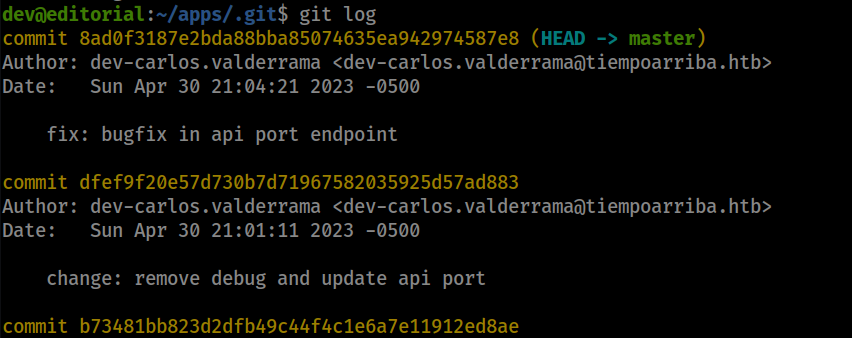 dev@editorial:~/apps/.git$ git log
commit 8ad0f3187e2bda88bba85074635ea942974587e8 (HEAD -> master)
Author: dev-carlos.valderrama <dev-carlos.valderrama@tiempoarriba.htb>
Date:   Sun Apr 30 21:04:21 2023 -0500
    fix: bugfix in api port endpoint
commit dfef9f20e57d730b7d71967582035925d57ad883
Author: dev-carlos.valderrama <dev-carlos.valderrama@tiempoarriba.htb>
Date:   Sun Apr 30 21:01:11 2023 -0500
    change: remove debug and update api port
commit b73481bb823d2dfb49c44f4c1e6a7e11912ed8ae